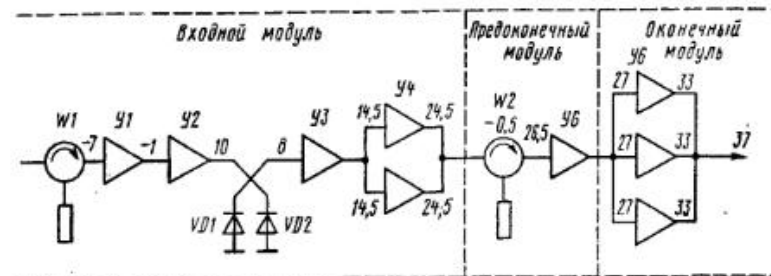 Входной модуль
Предоконечный модуль
Оконечный модуль
W1
-7
У1
-1
У2
10
VD1
VD2
8
У3
14,5
14,5
У4
24,5
24,5
W2
-0,5
26,5
У6
27
27
27
У6
33
33
33
37